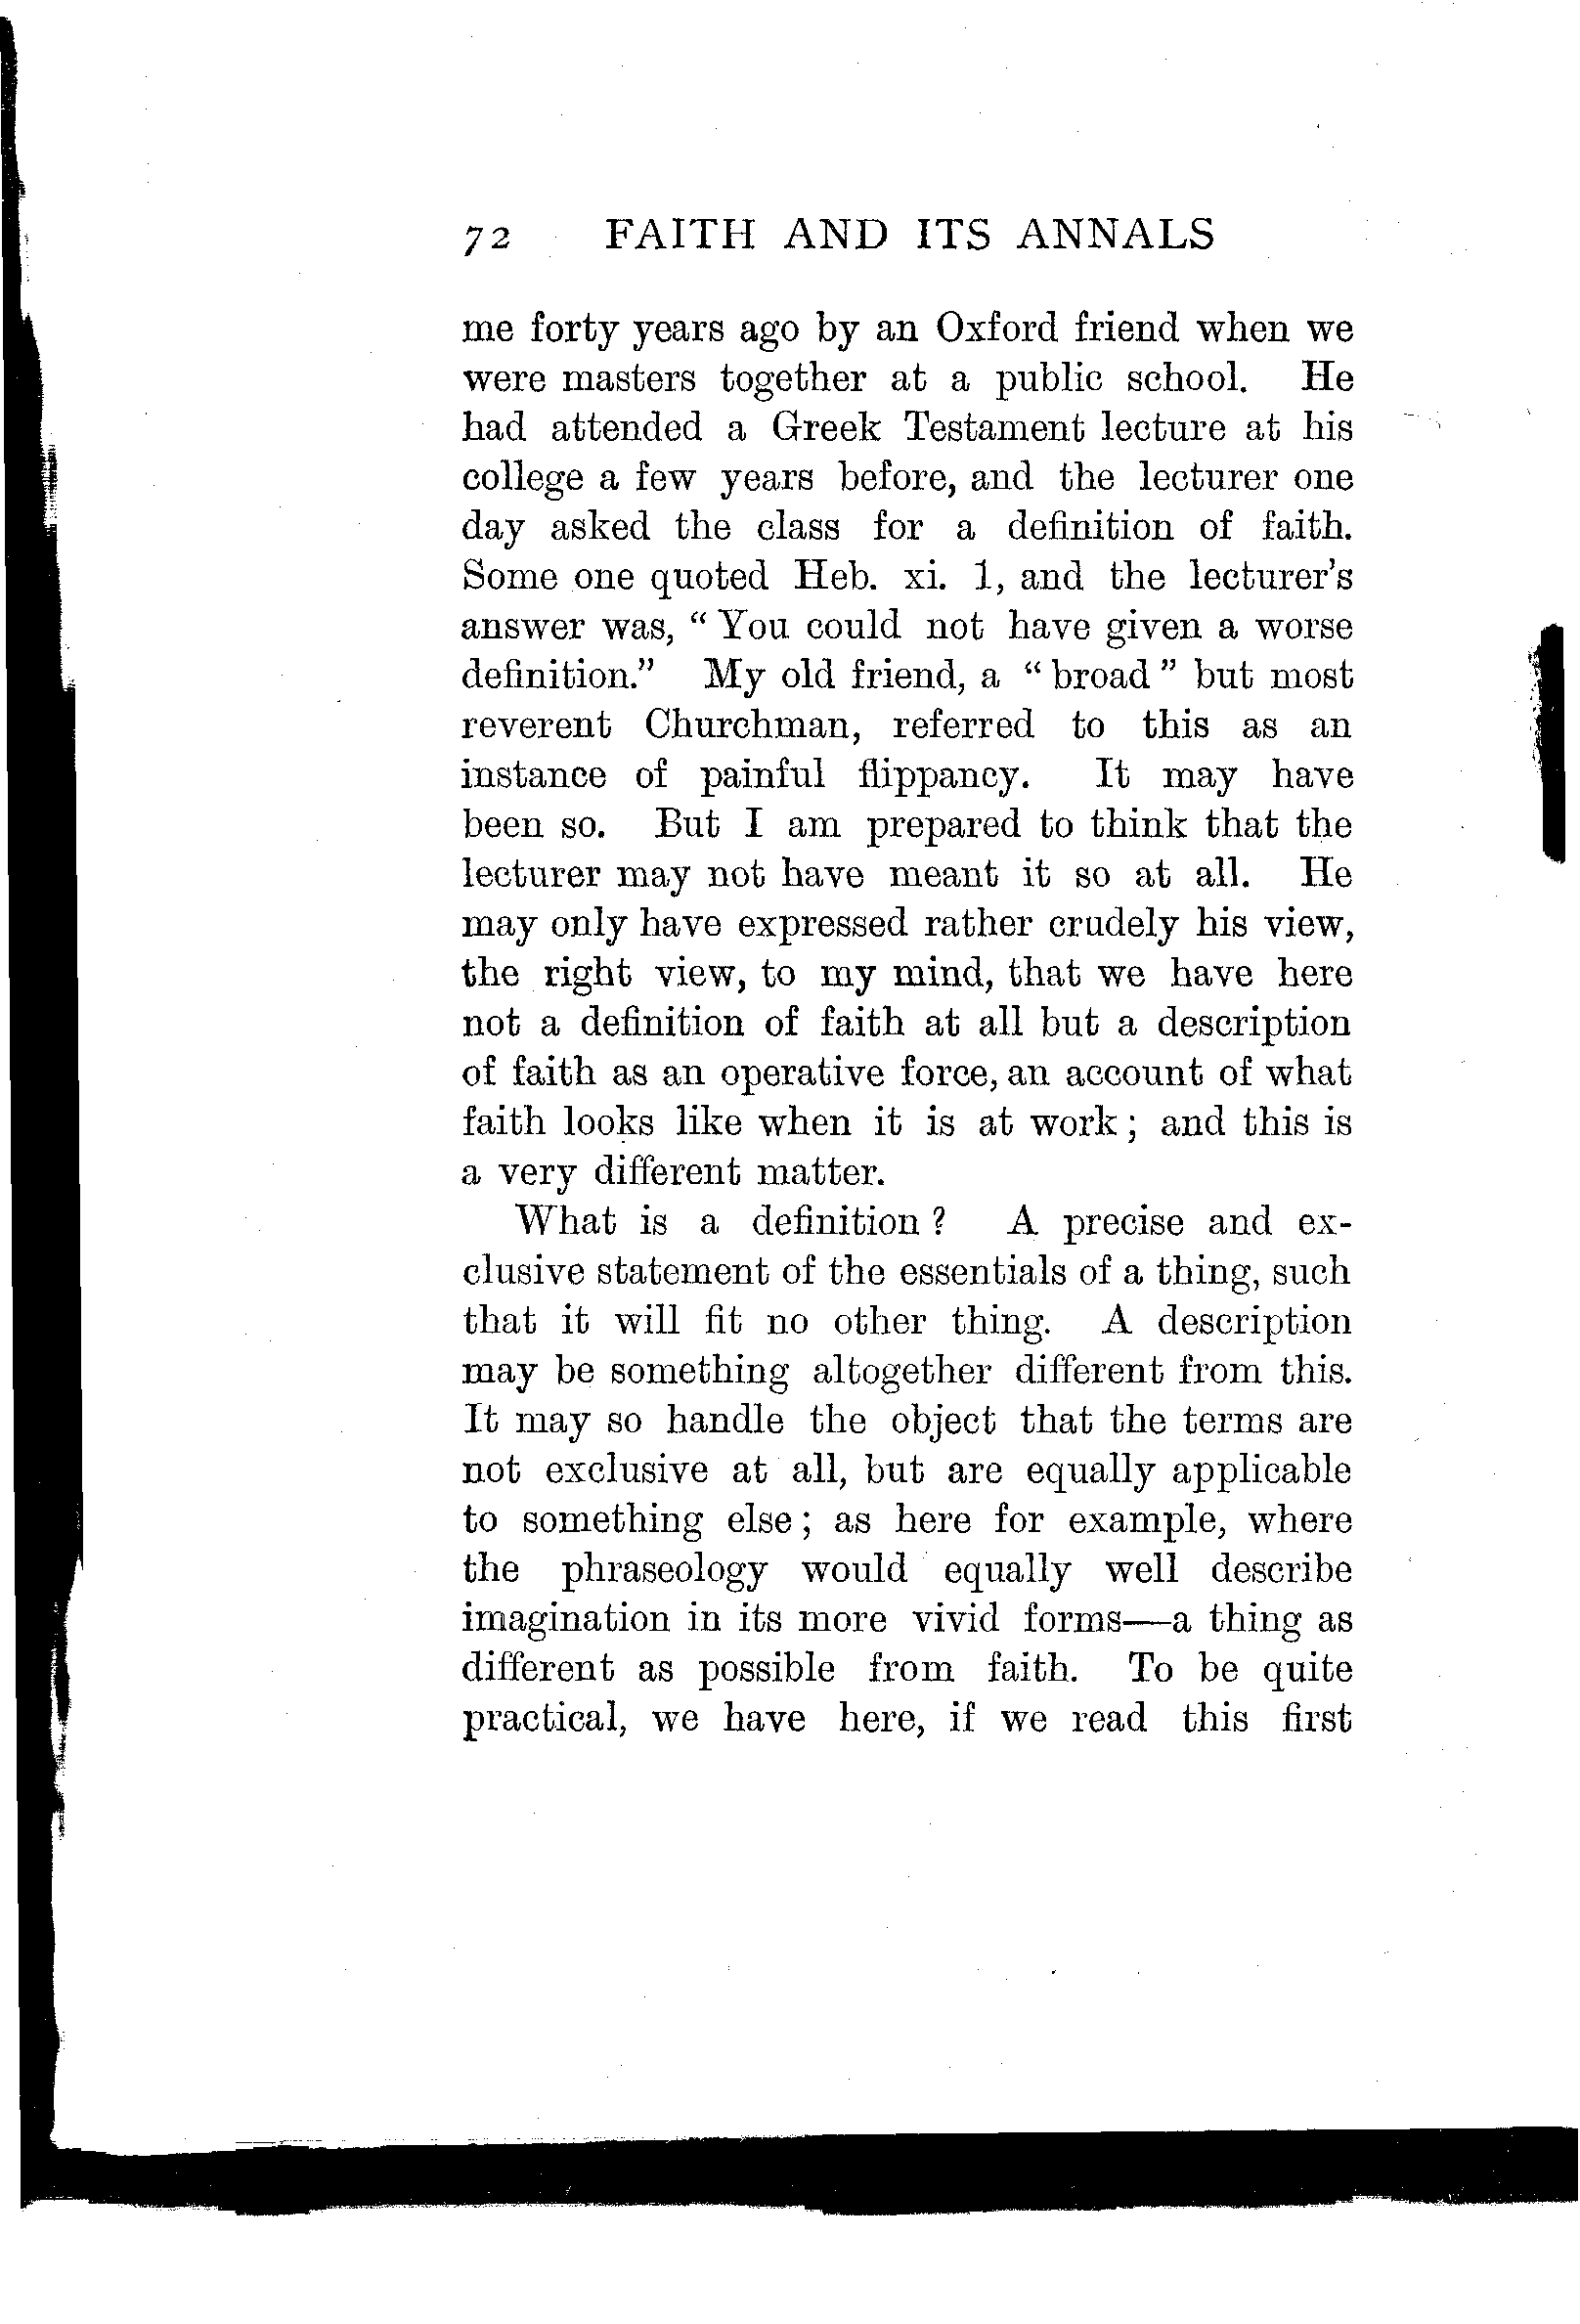 72 FAITH AND ITS ANNALS
me forty years ago by an Oxford friend when we
were masters together at a public school. He
had attended a Greek Testament lecture at his
college a few years before, and the lecturer one
day asked the class for a definition of faith.
Some one quoted Heb. xi. 1, and the lecturer's
answer was, “ You could not have given a worse
definition.” My old friend, a “ broad ” but most
reverent Churchman, referred to this as an
instance of painful flippancy. It may have
been so. But I am prepared to think that the
lecturer may not have meant it so at all. He
may only have expressed rather crudely his view,
the right view, to my mind, that we have here
not a definition of faith at all but a description
of faith as an operative force, an account of what
faith looks like when it is at work ; and this is
a very different matter.
What is a definition ? A precise and ex-
clusive statement of the essentials of a thing, such
that it will fit no other thing. A description
may be something altogether different from this.
It may so handle the object that the terms are
not exclusive at all, but are equally applicable
to something else ; as here for example, where
the phraseology would equally well describe
imagination in its more vivid forms—a thing as
different as possible from faith. To be quite
practical, we have here, if we read this first